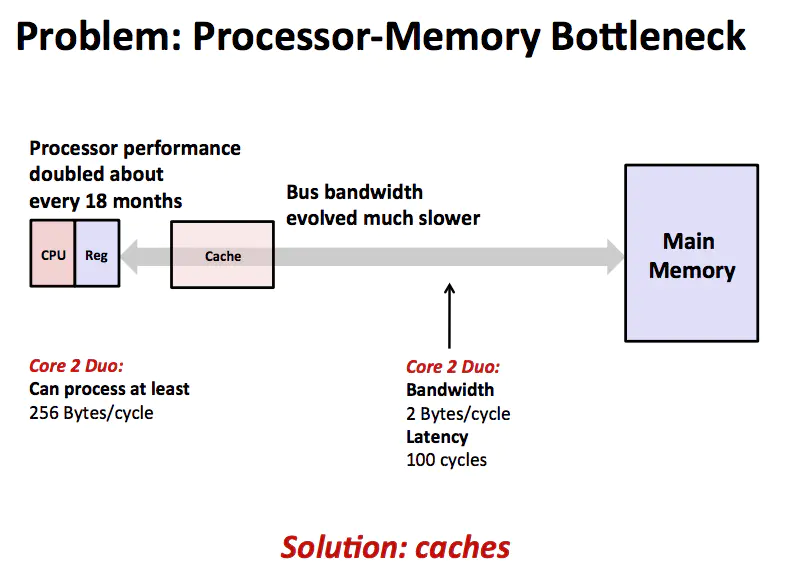 Problem: Processor-Memory Bottleneck
Processor performance
doubled about
every 18 months
Bus bandwidth
evolved much slower
CPU
Reg
Cache
Main
Memory
Core 2 Duo:
Can process at least
256 Bytes/cycle
Core 2 Duo:
Bandwidth
2 Bytes/cycle
Latency
100 cycles
Solution: caches